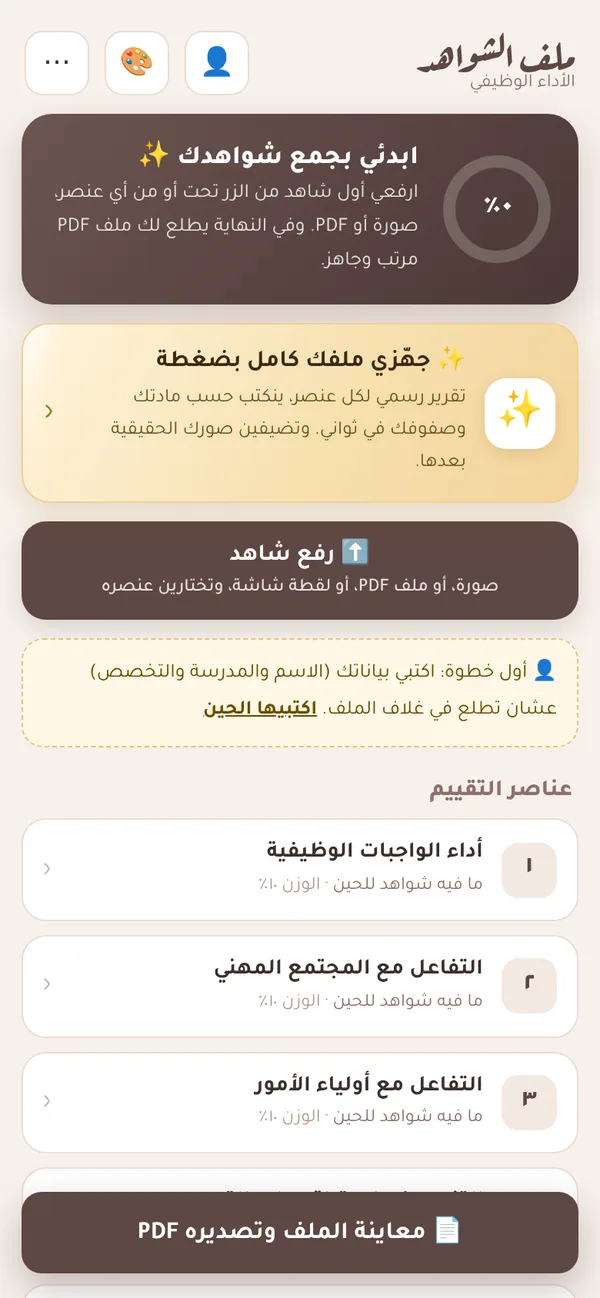 ملف الشواهد
الأداء الوظيفي
ابدئي بجمع شواهدك ✨
ارفعي أول شاهد من الزر تحت أو من أي عنصر،
صورة أو PDF. وفي النهاية يطلع لك ملف PDF
مرتب وجاهز.
٪٠
✨ جهّزي ملفك كامل بضغطة
تقرير رسمي لكل عنصر، ينكتب حسب مادتك
وصفوفك في ثواني. وتضيفين صورك الحقيقية
بعدها.
⬆️ رفع شاهد
صورة، أو ملف PDF، أو لقطة شاشة، وتختارين عنصره
👤 أول خطوة: اكتبي بياناتك (الاسم والمدرسة والتخصص)
عشان تطلع في غلاف الملف. اكتبيها الحين
عناصر التقييم
١
أداء الواجبات الوظيفية
ما فيه شواهد للحين · الوزن ١٠٪
٢
التفاعل مع المجتمع المهني
ما فيه شواهد للحين · الوزن ١٠٪
٣
التفاعل مع أولياء الأمور
ما فيه شواهد للحين · الوزن ١٠٪
📄 معاينة الملف وتصديره PDF